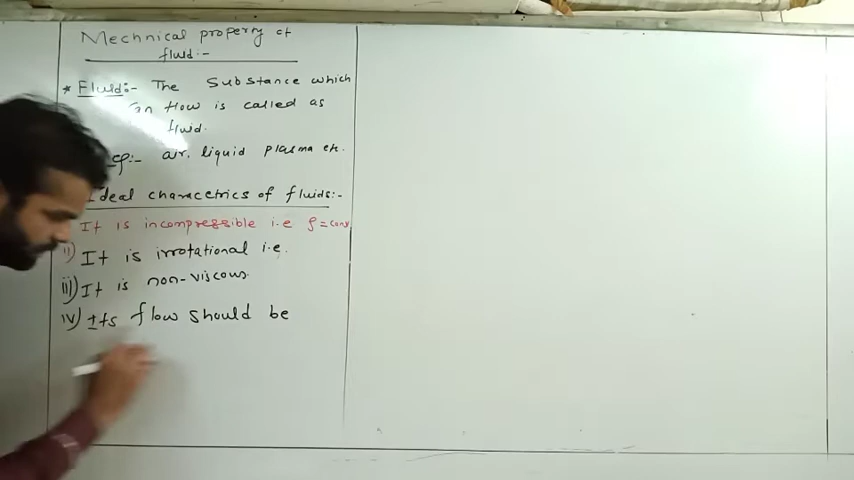 Mechnical property of
fluid:-
* Fluid:- The Substance which
can flow is called as
fluid.
eg:- air, liquid plasma etc.
Ideal characetrics of fluids:-
It is incompressible i.e ρ = cons
ii) It is irrotational i.e.
iii) It is non-viscous.
iv) Its flow should be